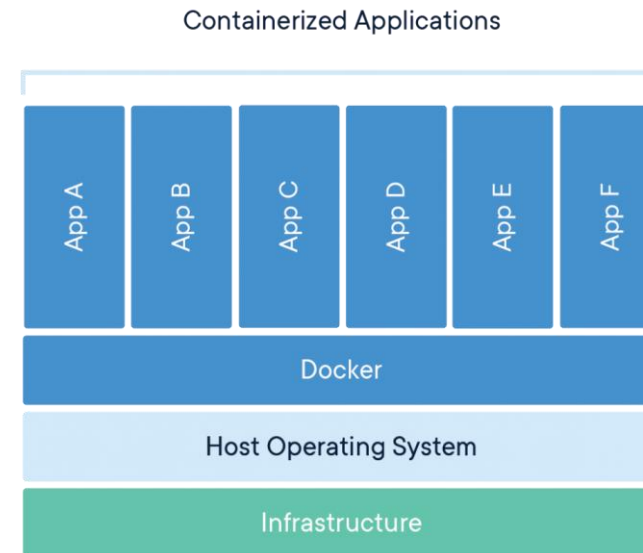 Containerized Applications
App A
App B
App C
App D
App E
App F
Docker
Host Operating System
Infrastructure